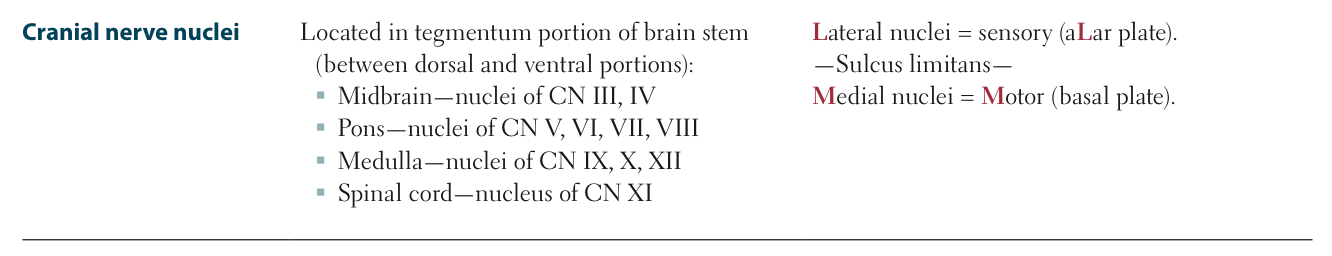 Cranial nerve nuclei
Located in tegmentum portion of brain stem
(between dorsal and ventral portions):
▪ Midbrain—nuclei of CN III, IV
▪ Pons—nuclei of CN V, VI, VII, VIII
▪ Medulla—nuclei of CN IX, X, XII
▪ Spinal cord—nucleus of CN XI
Lateral nuclei = sensory (aLar plate).
—Sulcus limitans—
Medial nuclei = Motor (basal plate).